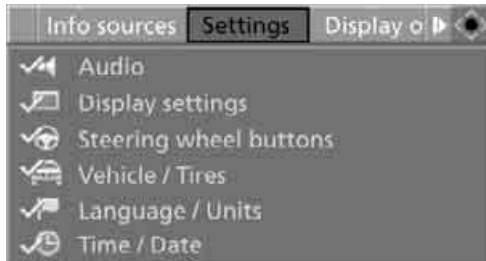 Info sources Settings Display o
Audio
Display settings
Steering wheel buttons
Vehicle / Tires
Language / Units
Time / Date